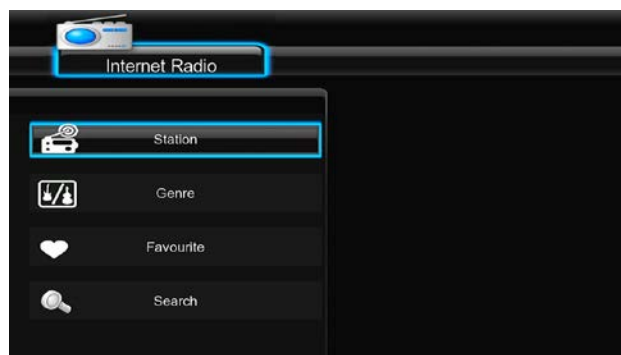 Internet Radio
Station
Genre
Favourite
Search